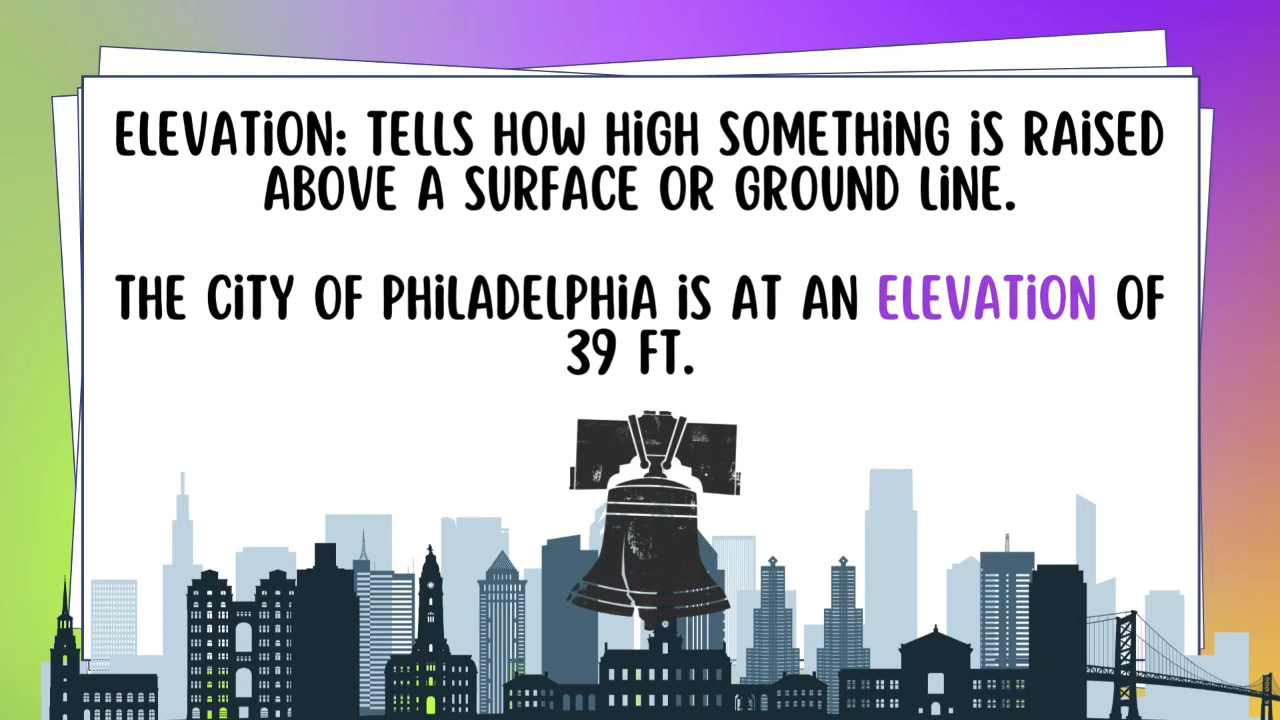 ELEVATiON: TELLS HOW HiGH SOMETHiNG iS RAiSED
ABOVE A SURFACE OR GROUND LiNE.
THE CiTY OF PHiLADELPHiA iS AT AN ELEVATiON OF
39 FT.